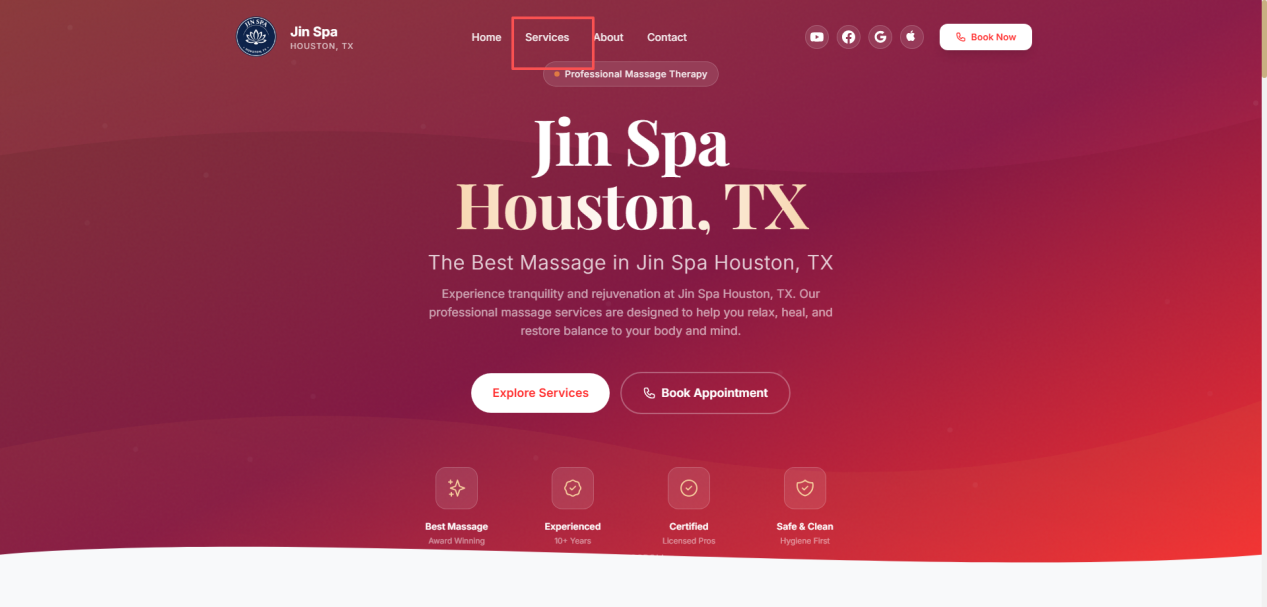 JIN SPA
Jin Spa
HOUSTON, TX
Home
Services
About
Contact
Book Now
Professional Massage Therapy
Jin Spa
Houston, TX
The Best Massage in Jin Spa Houston, TX
Experience tranquility and rejuvenation at Jin Spa Houston, TX. Our
professional massage services are designed to help you relax, heal, and
restore balance to your body and mind.
Explore Services
Book Appointment
Best Massage
Award Winning
Experienced
10+ Years
Certified
Licensed Pros
Safe & Clean
Hygiene First